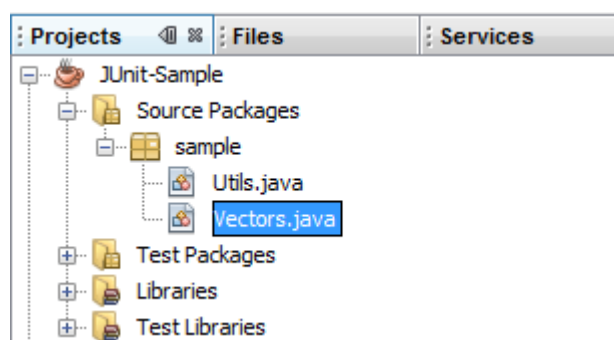 Projects Files Services
JUnit-Sample
Source Packages
sample
Utils.java
Vectors.java
Test Packages
Libraries
Test Libraries